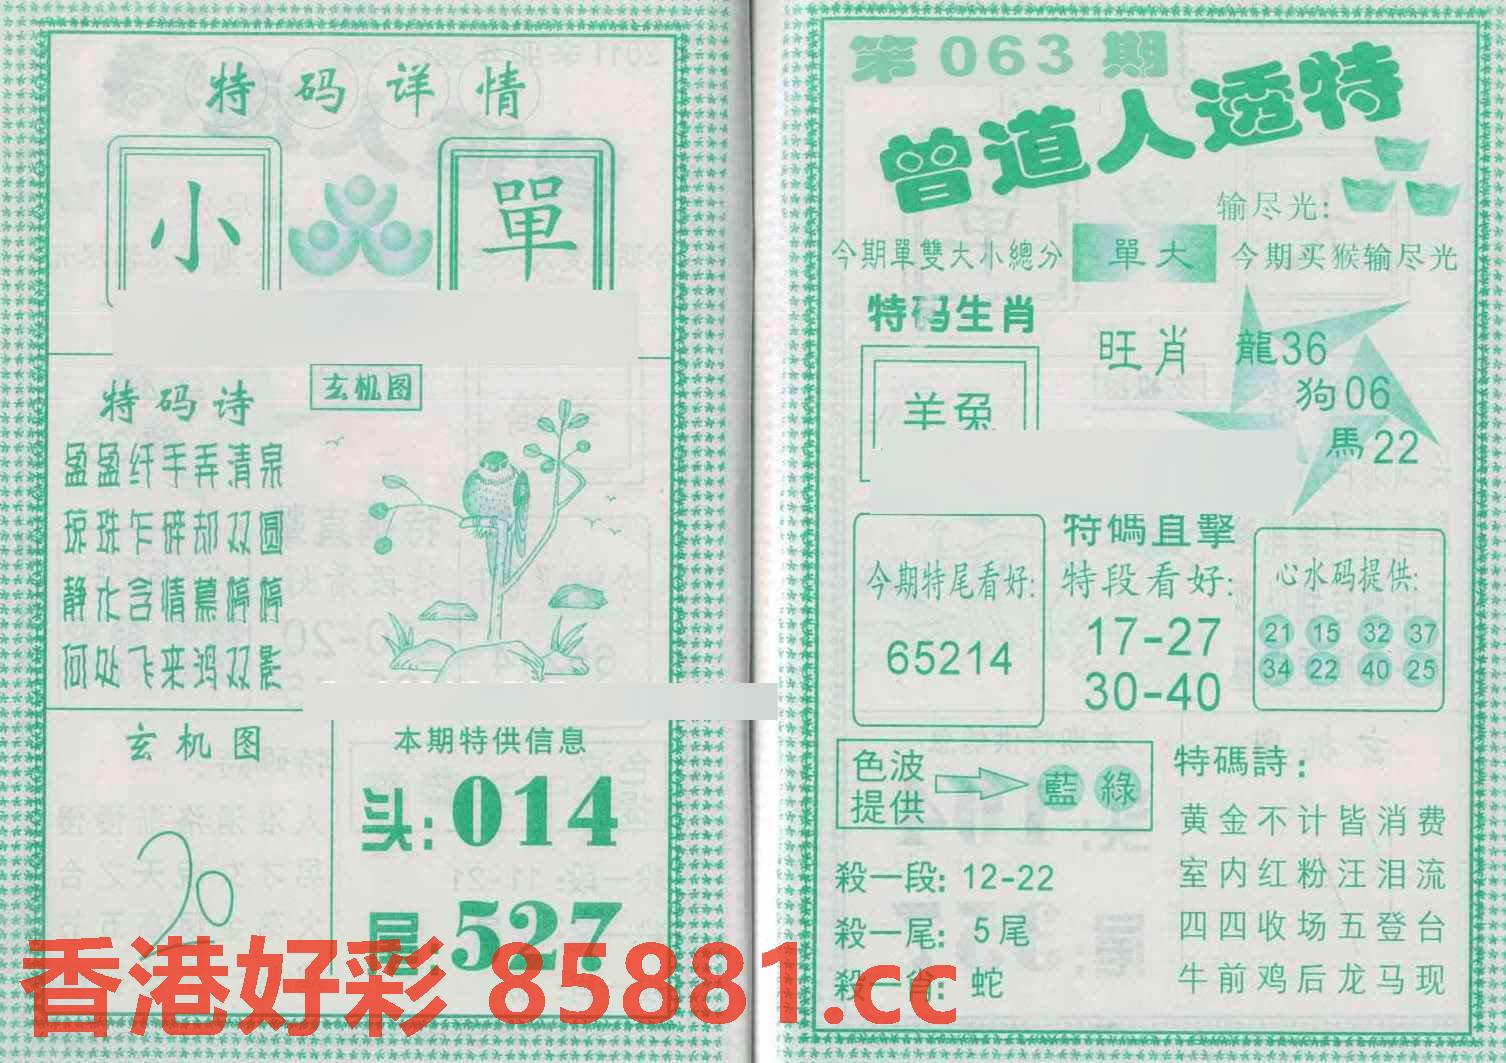 特码详情
小 單
特码诗
盈盈纤手弄清泉
琼珠乍碎却双圆
静水含情慕婷婷
何处飞来鸿双影
玄机图
玄机图
20
本期特供信息
头:014
尾:527
第063期
曾道人透特
输尽光:
今期單雙大小總分 單大 今期买猴输尽光
特码生肖
羊兔
旺肖 龍36
狗06
馬22
今期特尾看好:
65214
特碼直擊
特段看好:
17-27
30-40
心水码提供:
21 15 32 37
34 22 40 25
色波提供 藍 綠
殺一段: 12-22
殺一尾: 5尾
殺一肖: 蛇
特碼詩:
黄金不计皆消费
室内红粉汪泪流
四四收场五登台
牛前鸡后龙马现
香港好彩 85881.cc